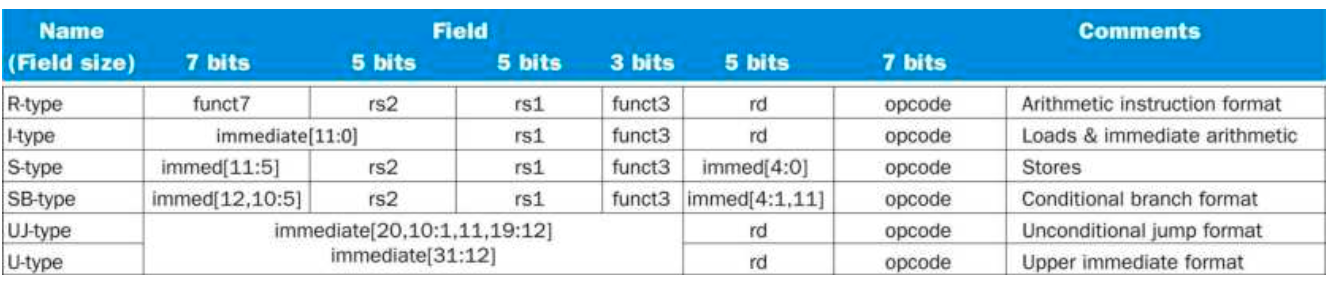 Name Field Comments
(Field size) 7 bits 5 bits 5 bits 3 bits 5 bits 7 bits
R-type funct7 rs2 rs1 funct3 rd opcode Arithmetic instruction format
I-type immediate[11:0] rs1 funct3 rd opcode Loads & immediate arithmetic
S-type immed[11:5] rs2 rs1 funct3 immed[4:0] opcode Stores
SB-type immed[12,10:5] rs2 rs1 funct3 immed[4:1,11] opcode Conditional branch format
UJ-type immediate[20,10:1,11,19:12] rd opcode Unconditional jump format
U-type immediate[31:12] rd opcode Upper immediate format